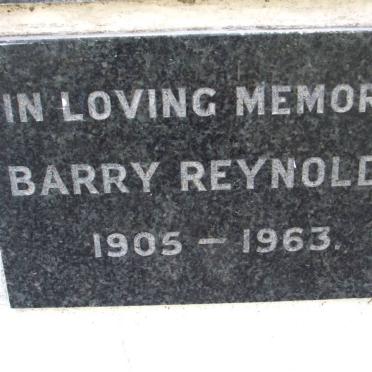 IN LOVING MEMOR
BARRY REYNOLD
1905 – 1963.